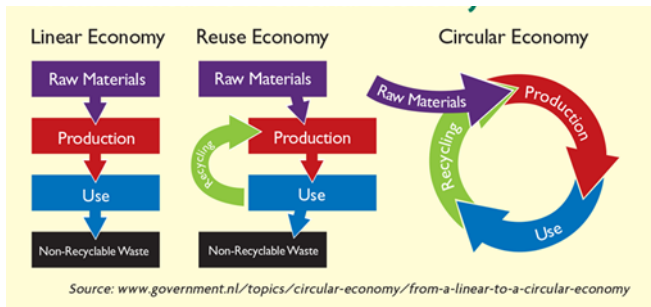 Linear Economy
Raw Materials
Production
Use
Non-Recyclable Waste
Reuse Economy
Raw Materials
Production
Recycling
Use
Non-Recyclable Waste
Circular Economy
Raw Materials
Production
Use
Recycling
Source: www.government.nl/topics/circular-economy/from-a-linear-to-a-circular-economy